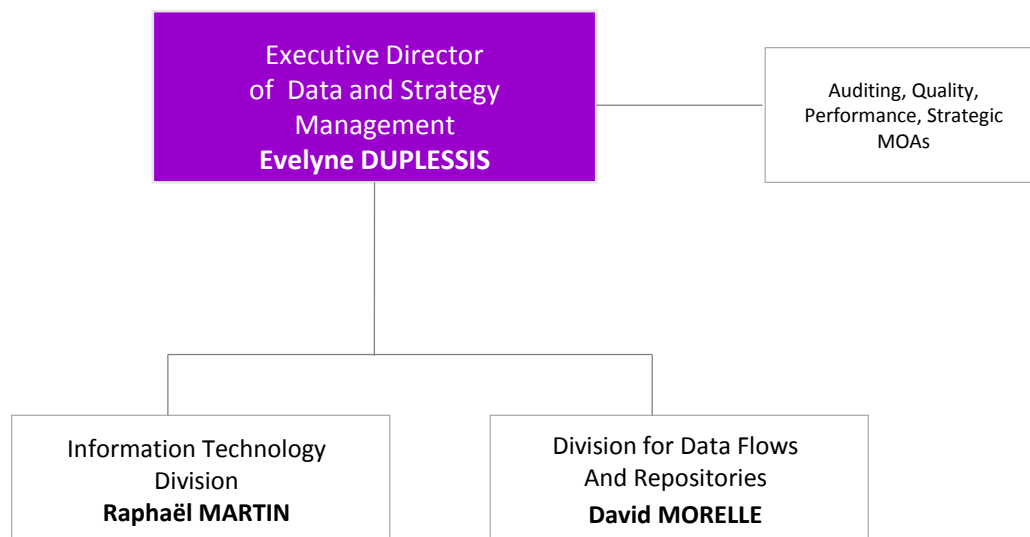 Executive Director
of Data and Strategy
Management
Evelyne DUPLESSIS
Auditing, Quality,
Performance, Strategic
MOAs
Information Technology
Division
Raphaël MARTIN
Division for Data Flows
And Repositories
David MORELLE